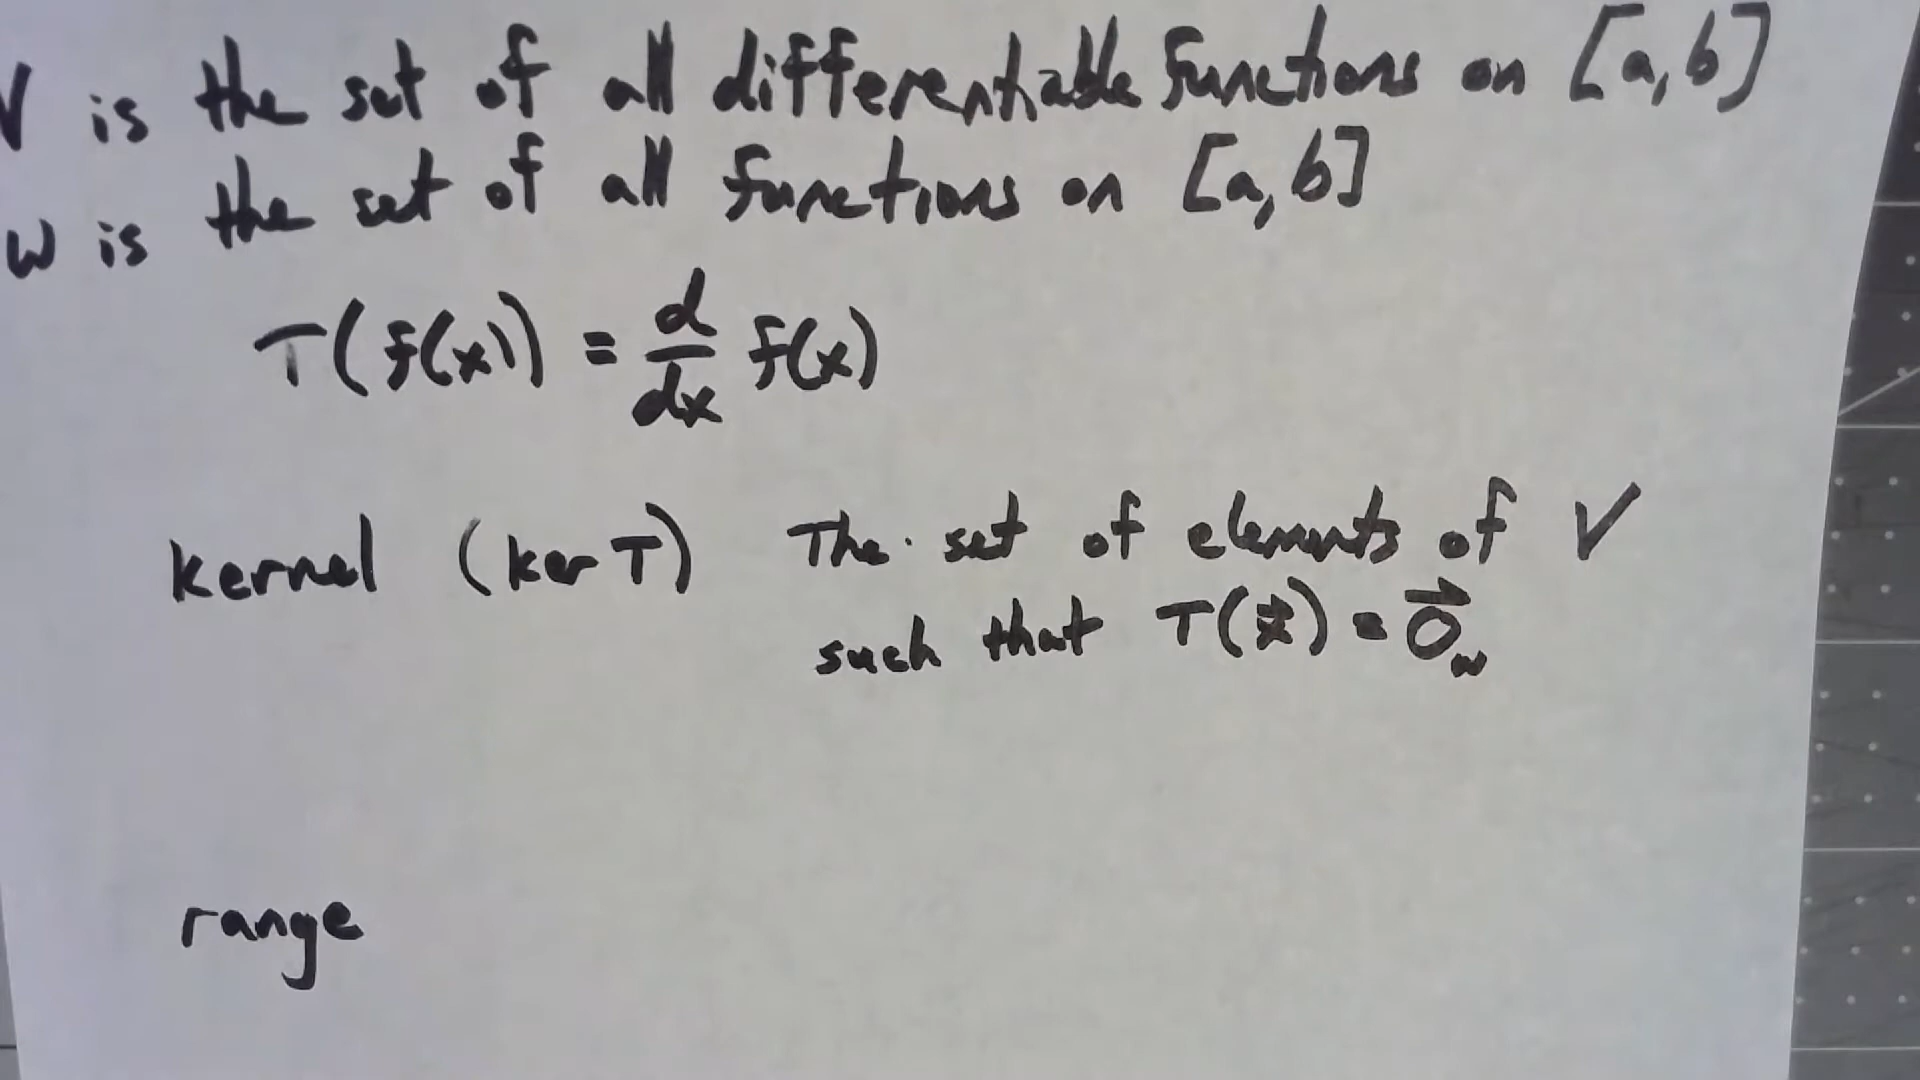 V is the set of all differentiable functions on [a,b]
W is the set of all functions on [a,b]
T(f(x)) = d/dx f(x)
kernel (ker T) The set of elements of V
such that T(x⃗) = 0⃗w
range